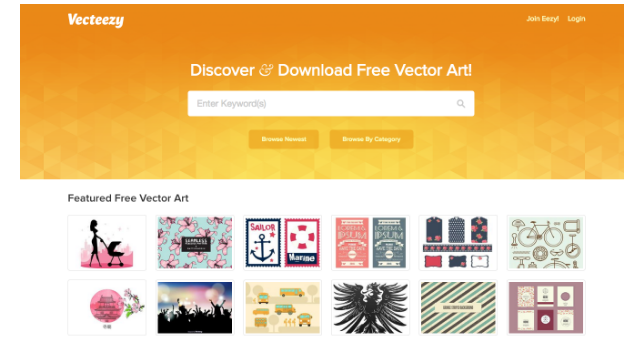 Vecteezy
Join Eezy! Login
Discover & Download Free Vector Art!
Enter Keyword(s)
Browse Newest Browse By Category
Featured Free Vector Art
SAILOR
Marine
SEAMLESS
LOREM &
IPSUM
LOREM &
IPSUM